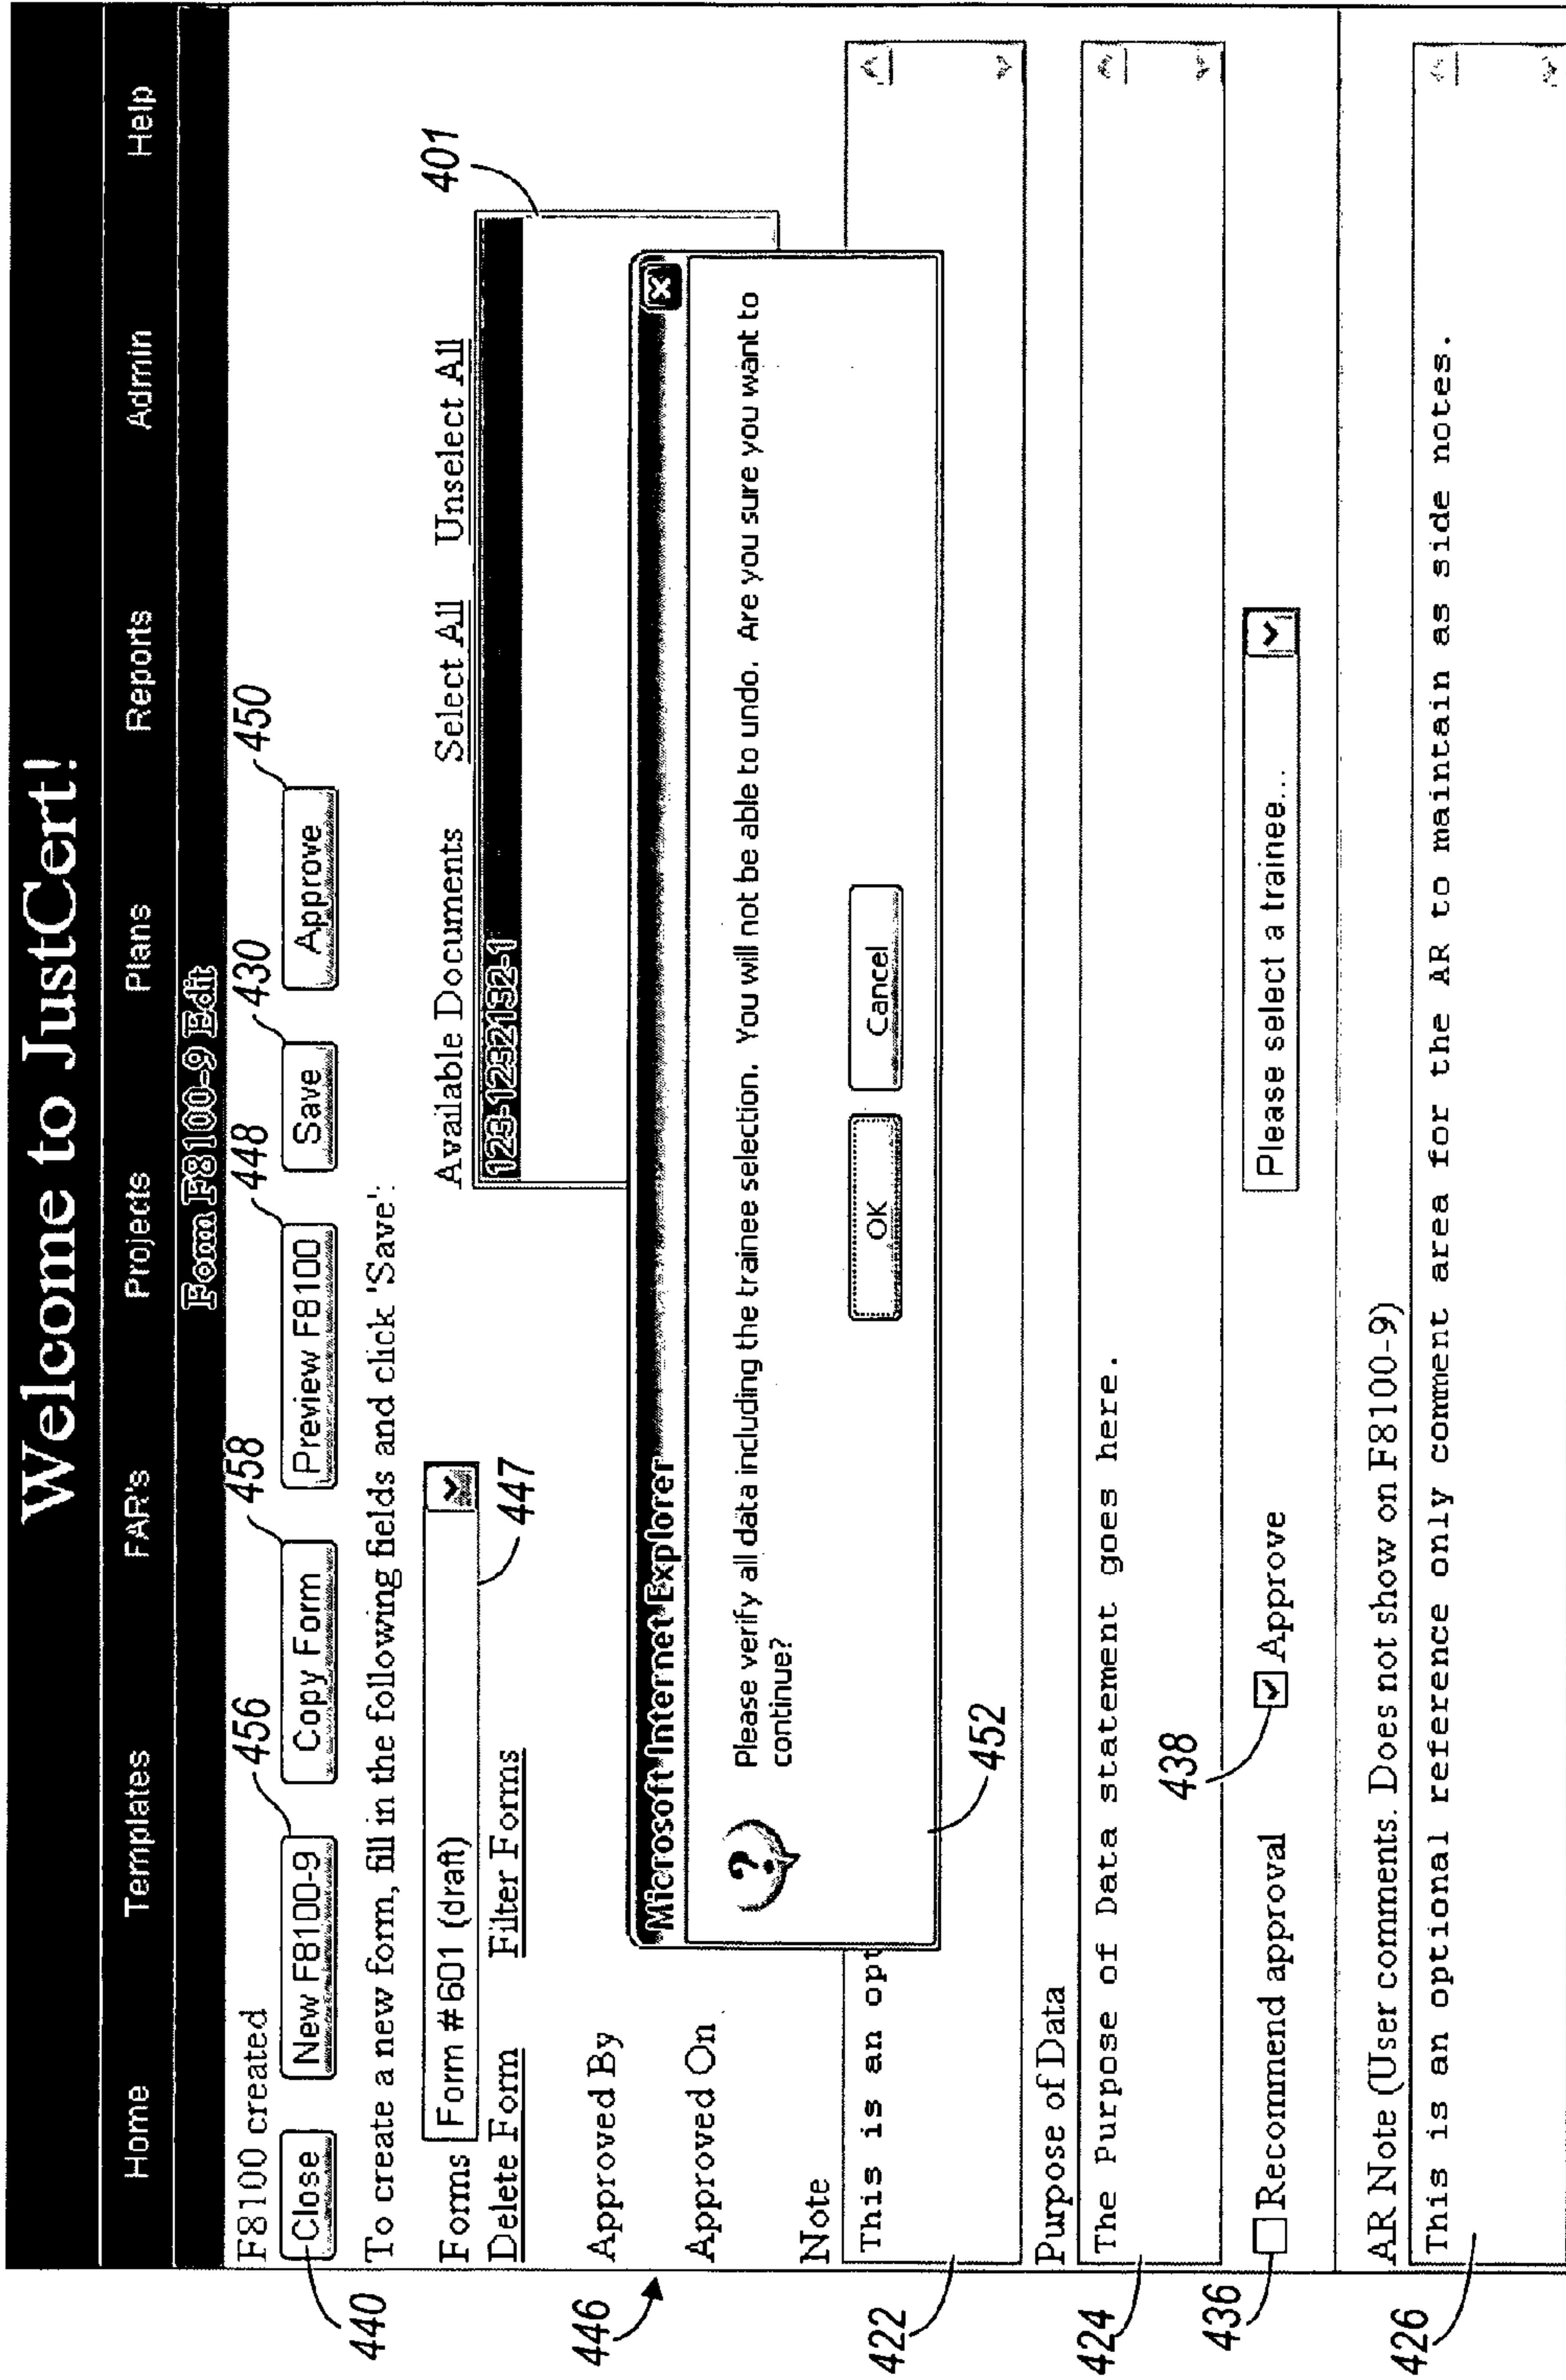 Welcome to JustCert!
Home Templates FAR's Projects Plans Reports Admin Help
Form F8100-9 Edit
F8100 created 456 458 448 430 450
440 Close New F8100-9 Copy Form Preview F8100 Save Approve
To create a new form, fill in the following fields and click 'Save':
Forms Form #601 (draft) Available Documents Select All Unselect All 401
Delete Form Filter Forms 447 123-1232132-1
446
Approved By
Approved On
Microsoft Internet Explorer
Please verify all data including the trainee selection. You will not be able to undo. Are you sure you want to
continue?
OK Cancel
452
Note
422 This is an opt
Purpose of Data
424 The Purpose of Data statement goes here.
438
436 Recommend approval Approve Please select a trainee...
AR Note (User comments. Does not show on F8100-9)
426 This is an optional reference only comment area for the AR to maintain as side notes.